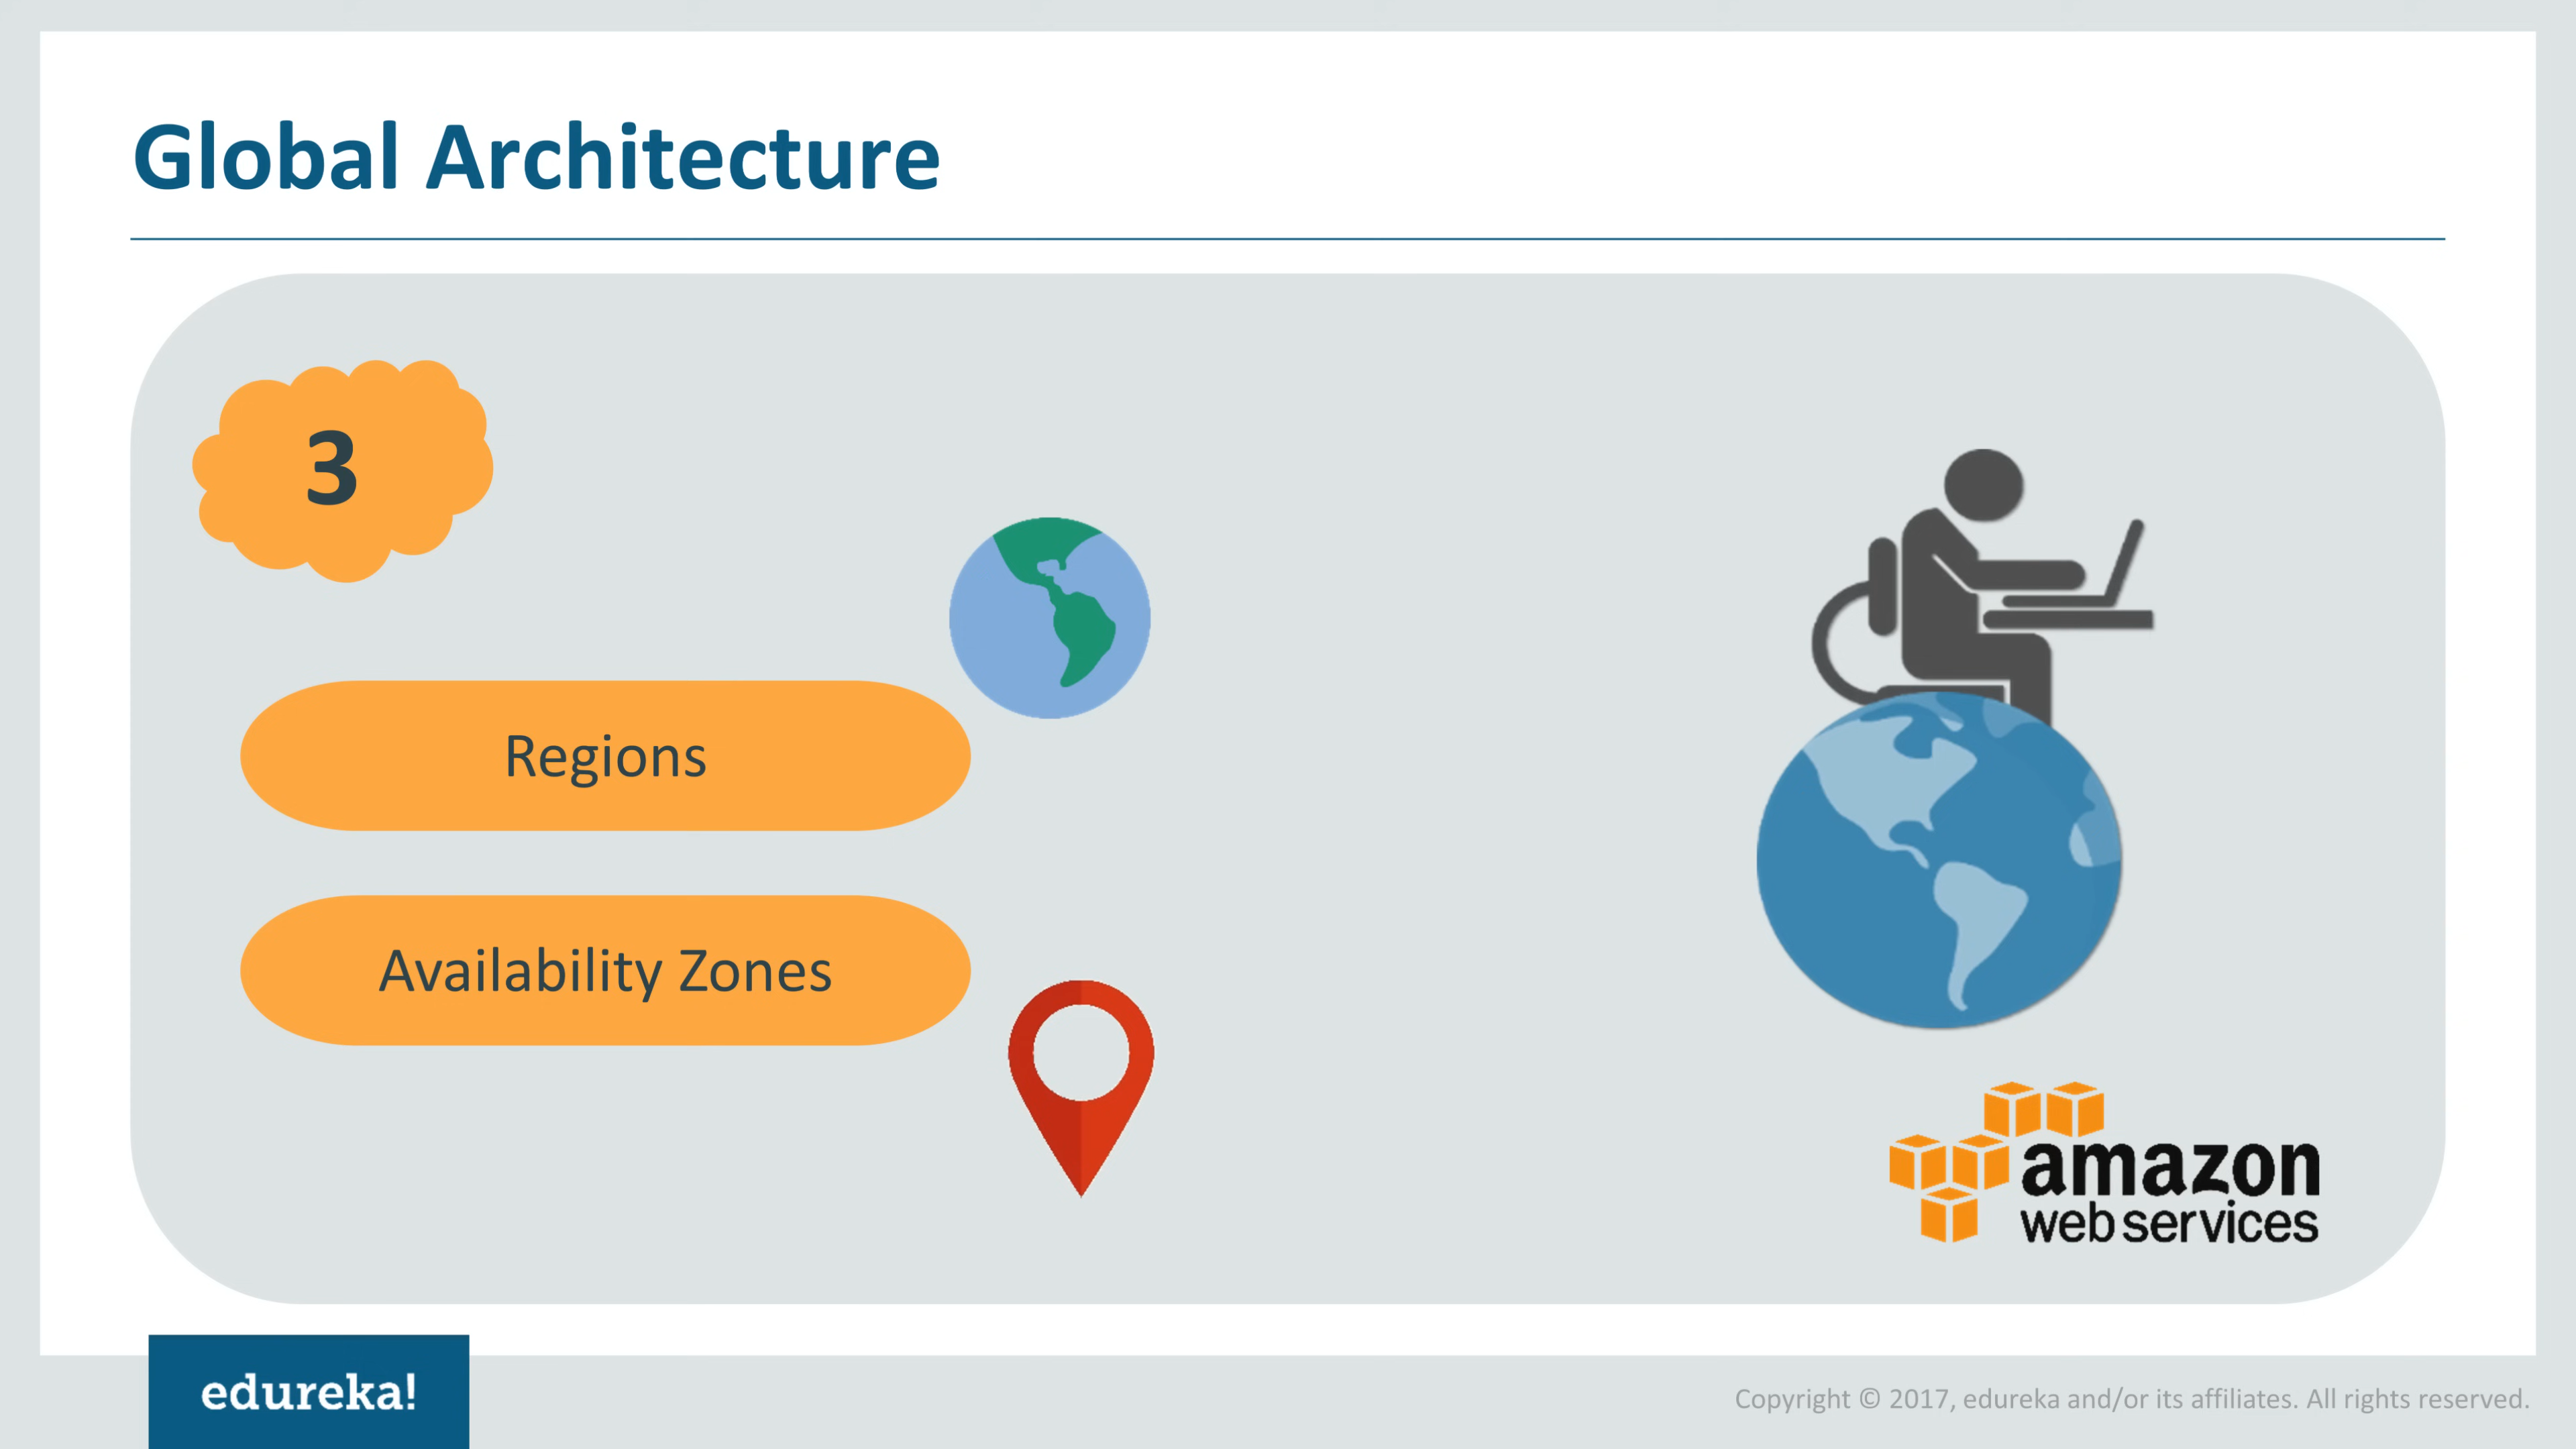 Global Architecture
3
Regions
Availability Zones
amazon
web services
edureka!
Copyright © 2017, edureka and/or its affiliates. All rights reserved.